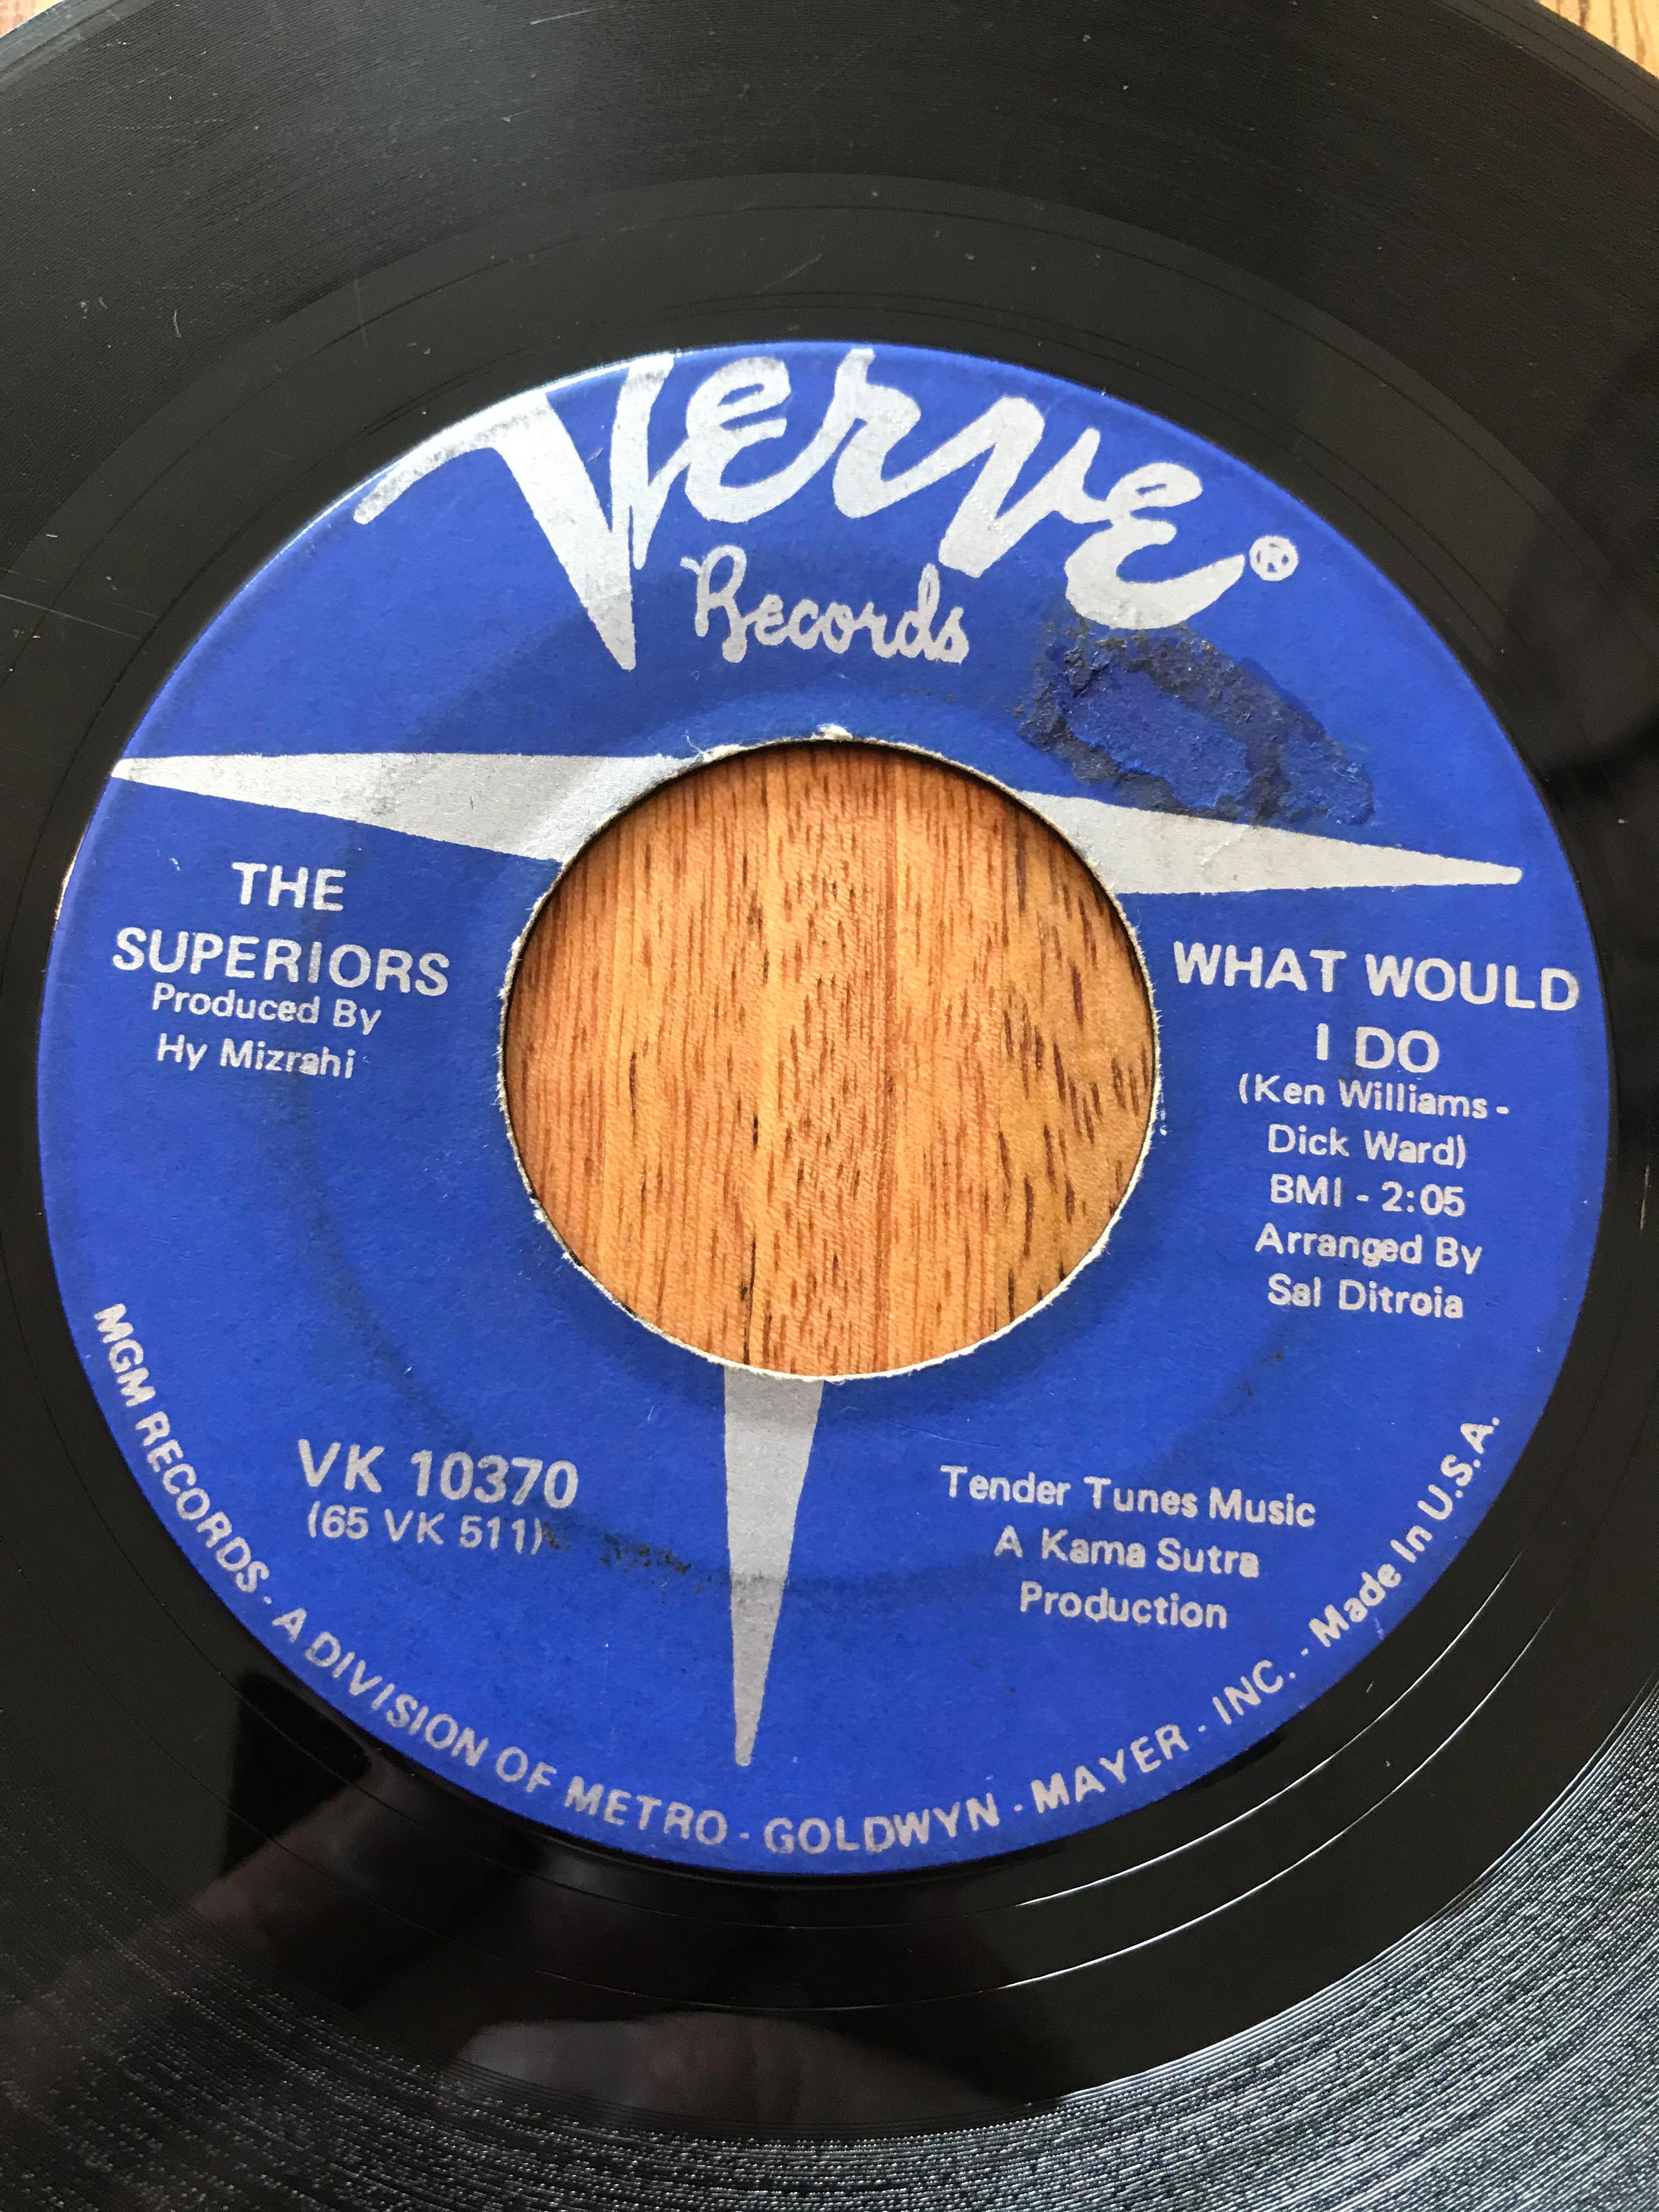 Verve®
Records
THE
SUPERIORS
Produced By
Hy Mizrahi
WHAT WOULD
I DO
(Ken Williams-
Dick Ward)
BMI - 2:05
Arranged By
Sal Ditroia
VK 10370
(65 VK 511)
Tender Tunes Music
A Kama Sutra
Production
MGM RECORDS - A DIVISION OF METRO - GOLDWYN - MAYER - INC. - Made In U.S.A.